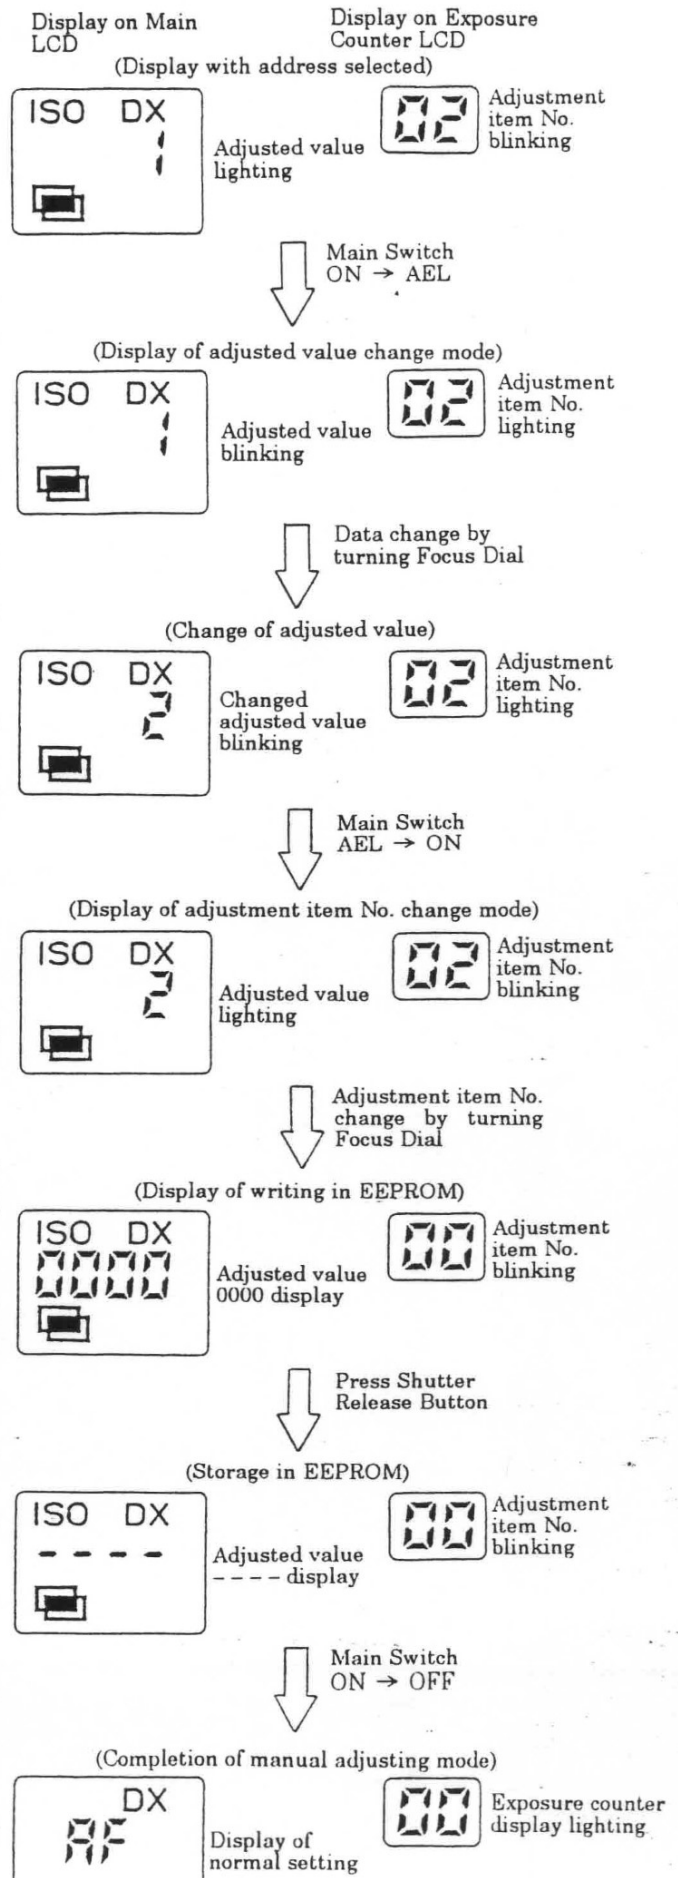 Display on Main
LCD
Display on Exposure
Counter LCD
(Display with address selected)
ISO DX
1
Adjusted value
lighting
02
Adjustment
item No.
blinking
Main Switch
ON → AEL
(Display of adjusted value change mode)
ISO DX
1
Adjusted value
blinking
02
Adjustment
item No.
lighting
Data change by
turning Focus Dial
(Change of adjusted value)
ISO DX
2
Changed
adjusted value
blinking
02
Adjustment
item No.
lighting
Main Switch
AEL → ON
(Display of adjustment item No. change mode)
ISO DX
2
Adjusted value
lighting
02
Adjustment
item No.
blinking
Adjustment item No.
change by turning
Focus Dial
(Display of writing in EEPROM)
ISO DX
0000
Adjusted value
0000 display
00
Adjustment
item No.
blinking
Press Shutter
Release Button
(Storage in EEPROM)
ISO DX
- - - -
Adjusted value
- - - - display
00
Adjustment
item No.
blinking
Main Switch
ON → OFF
(Completion of manual adjusting mode)
DX
AF
Display of
normal setting
00
Exposure counter
display lighting